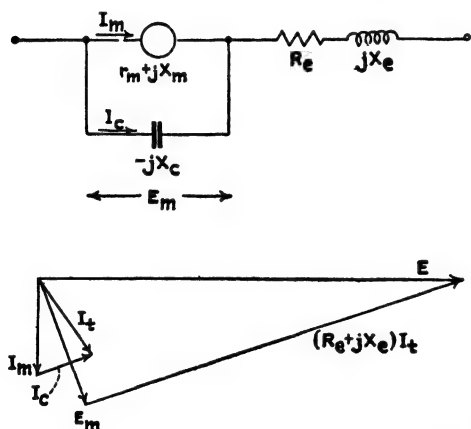 I_m
r_m+jX_m
R_e
jX_e
I_c
-jX_c
E_m
E
I_t
(R_e+jX_e)I_t
I_m
I_c
E_m